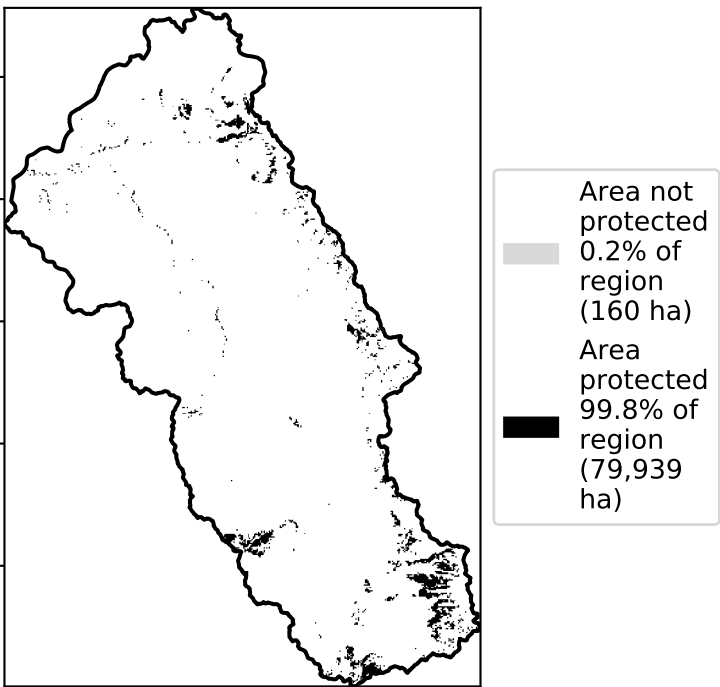 Area not
protected
0.2% of
region
(160 ha)
Area
protected
99.8% of
region
(79,939
ha)